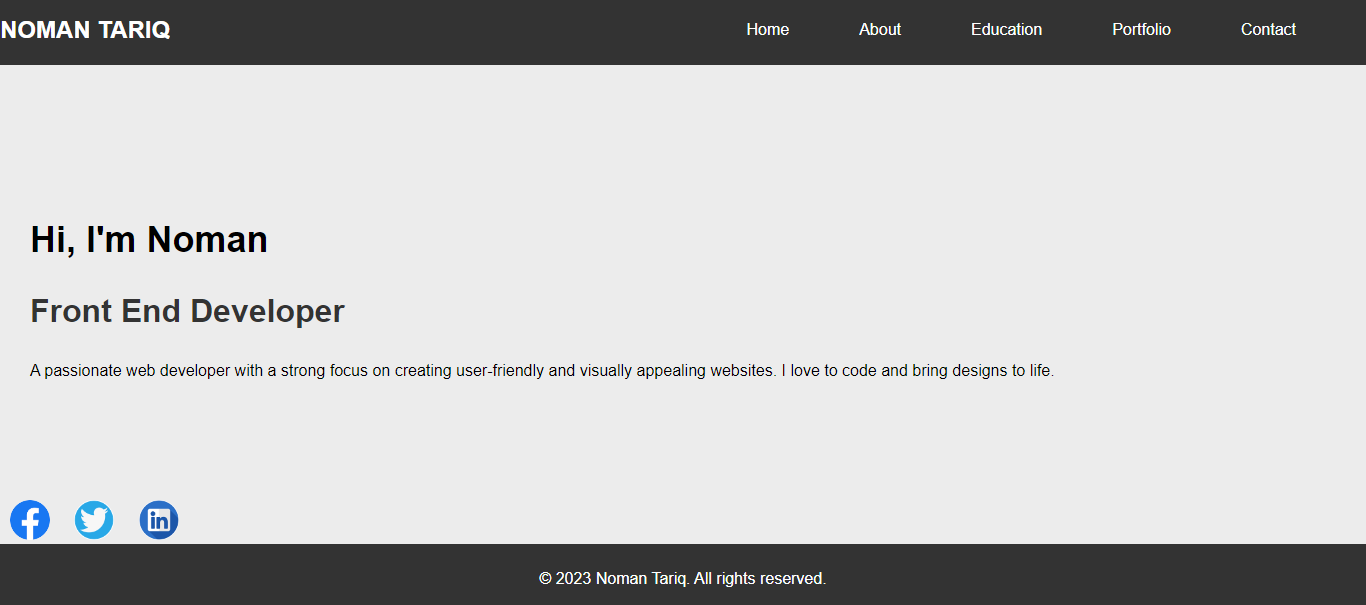 NOMAN TARIQ
Home About Education Portfolio Contact
Hi, I'm Noman
Front End Developer
A passionate web developer with a strong focus on creating user-friendly and visually appealing websites. I love to code and bring designs to life.
f in
© 2023 Noman Tariq. All rights reserved.